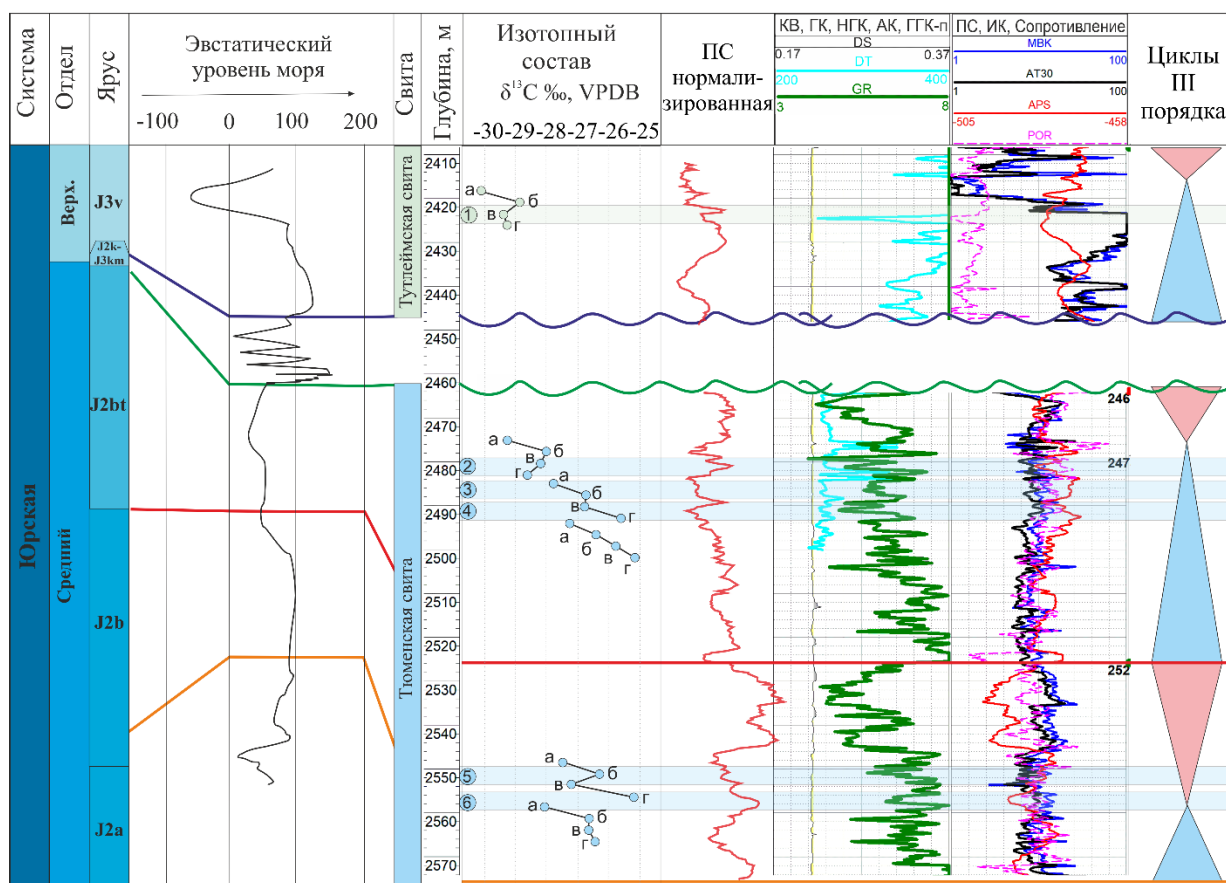 Система
Отдел
Ярус
Эвстатический
уровень моря
-100 0 100 200
Свита
Глубина, м
Изотопный
состав
δ¹³C ‰, VPDB
-30-29-28-27-26-25
ПС
нормали-
зированная
КВ, ГК, НГК, АК, ГГК-п
DS
0.17 0.37
DT
200 400
GR
3 8
ПС, ИК, Сопротивление
МВК
1 100
AT30
1 100
APS
-505 -458
POR
Циклы
III
порядка
Юрская
Верх.
Средний
J3v
J2k-
J3km
J2bt
J2b
J2a
Тутлеймская свита
Тюменская свита
2410
2420
2430
2440
2450
2460
2470
2480
2490
2500
2510
2520
2530
2540
2550
2560
2570
а
б
1 в
г
а
б
2 в
г
3 а
б
4 в
г
а
б
в
г
а
5 б
в
г
6 а
б
в
г
246
247
252